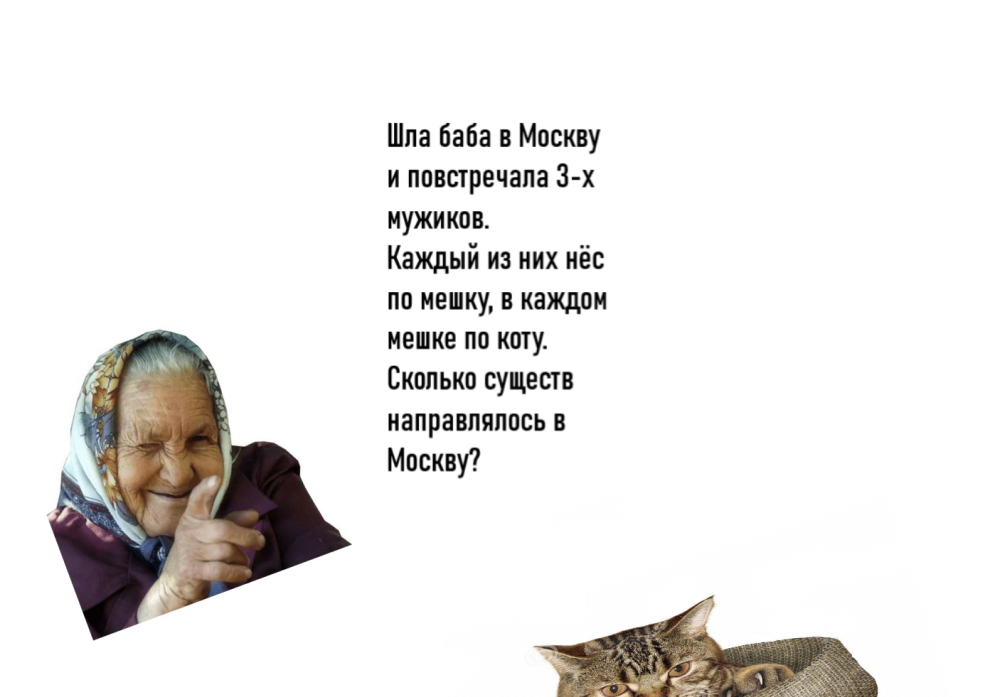 Шла баба в Москву
и повстречала 3-х
мужиков.
Каждый из них нёс
по мешку, в каждом
мешке по коту.
Сколько существ
направлялось в
Москву?